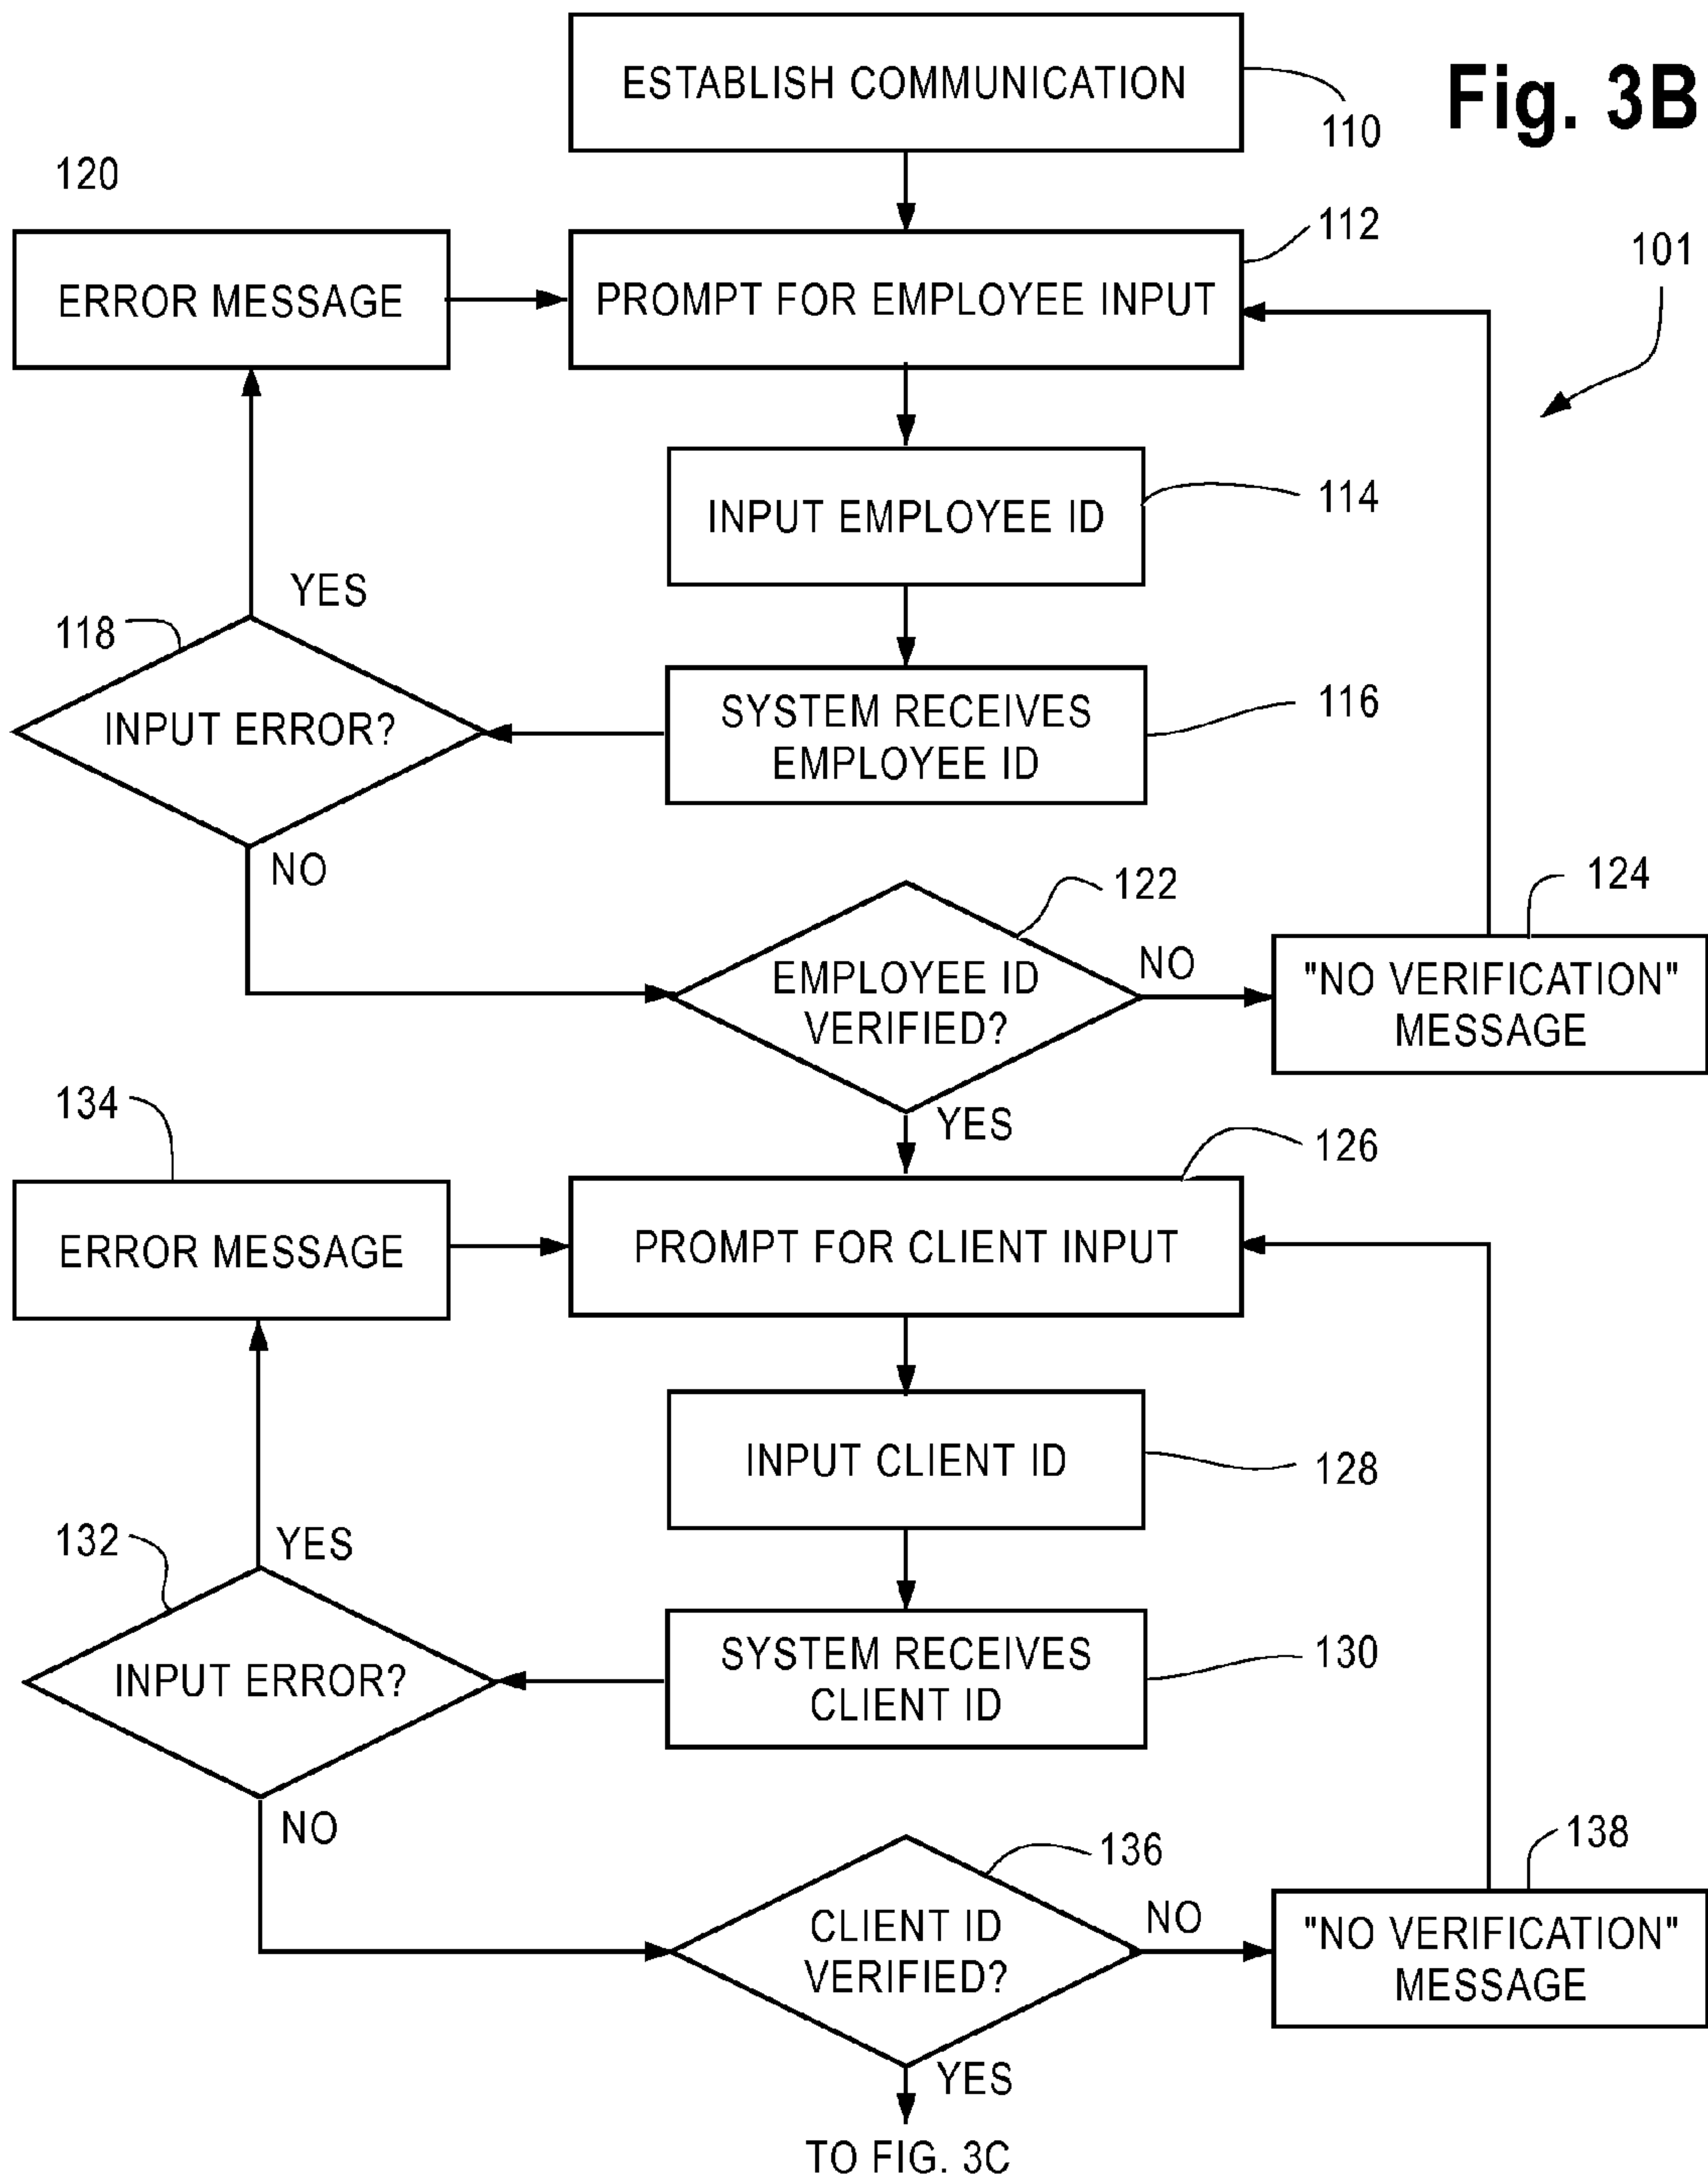 ESTABLISH COMMUNICATION
110
Fig. 3B
120
112
101
ERROR MESSAGE
PROMPT FOR EMPLOYEE INPUT
INPUT EMPLOYEE ID
114
YES
118
INPUT ERROR?
SYSTEM RECEIVES
EMPLOYEE ID
116
NO
122
124
EMPLOYEE ID
VERIFIED?
NO
"NO VERIFICATION"
MESSAGE
YES
134
126
ERROR MESSAGE
PROMPT FOR CLIENT INPUT
INPUT CLIENT ID
128
132
YES
INPUT ERROR?
SYSTEM RECEIVES
CLIENT ID
130
NO
136
138
CLIENT ID
VERIFIED?
NO
"NO VERIFICATION"
MESSAGE
YES
TO FIG. 3C